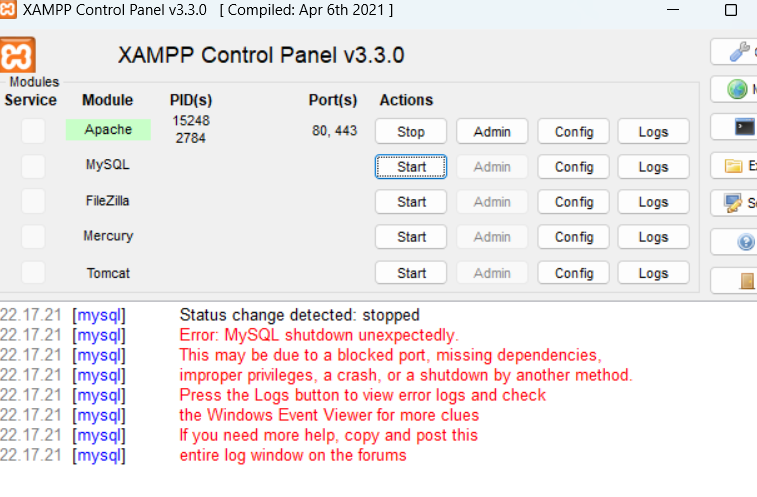 XAMPP Control Panel v3.3.0 [ Compiled: Apr 6th 2021 ]
XAMPP Control Panel v3.3.0
Modules
Service Module PID(s) Port(s) Actions
Apache 15248 2784 80, 443 Stop Admin Config Logs
MySQL Start Admin Config Logs
FileZilla Start Admin Config Logs
Mercury Start Admin Config Logs
Tomcat Start Admin Config Logs
22.17.21 [mysql] Status change detected: stopped
22.17.21 [mysql] Error: MySQL shutdown unexpectedly.
22.17.21 [mysql] This may be due to a blocked port, missing dependencies,
22.17.21 [mysql] improper privileges, a crash, or a shutdown by another method.
22.17.21 [mysql] Press the Logs button to view error logs and check
22.17.21 [mysql] the Windows Event Viewer for more clues
22.17.21 [mysql] If you need more help, copy and post this
22.17.21 [mysql] entire log window on the forums